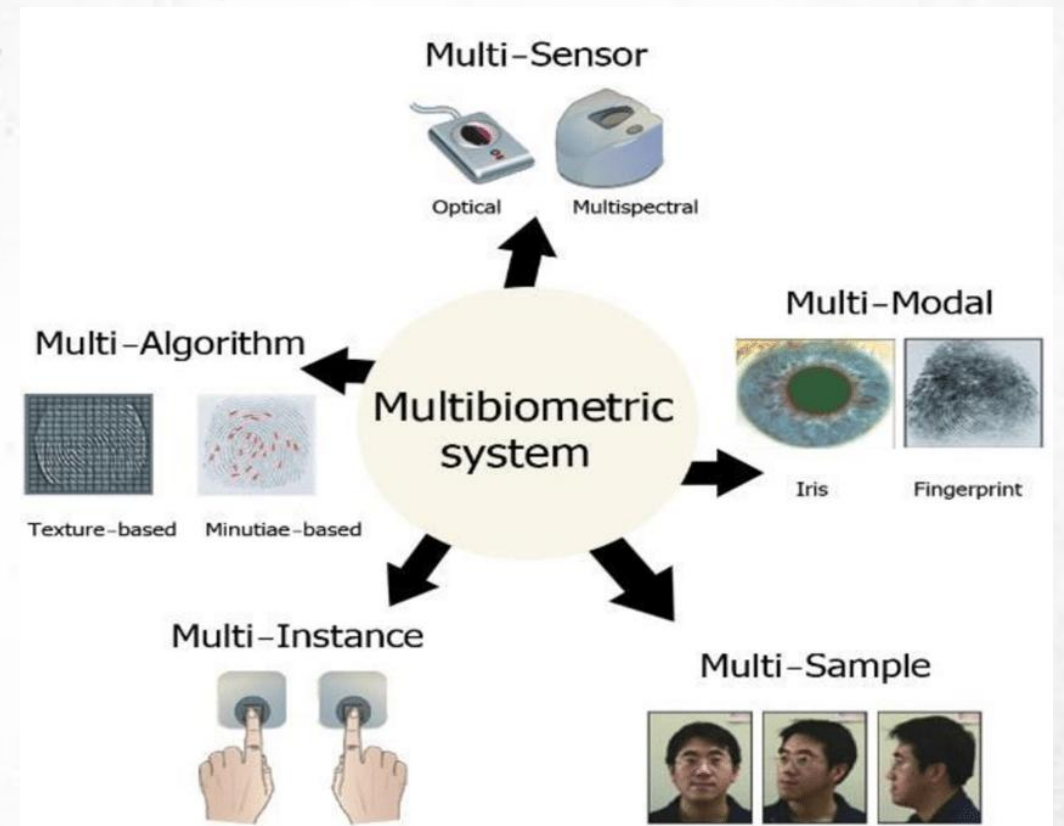 Multi-Sensor
Optical
Multispectral
Multi-Modal
Iris
Fingerprint
Multi-Algorithm
Texture-based
Minutiae-based
Multibiometric
system
Multi-Instance
Multi-Sample